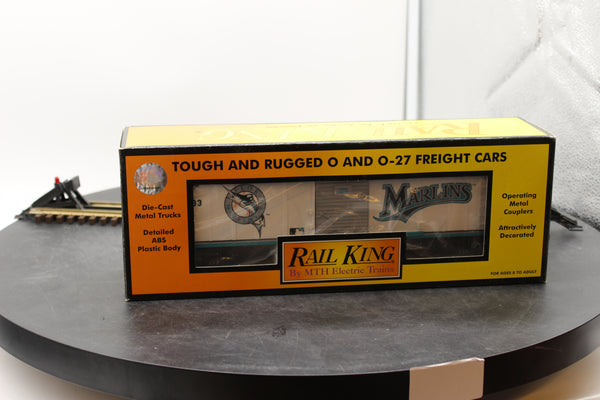 TOUGH AND RUGGED O AND O-27 FREIGHT CARS
Die-Cast
Metal Trucks
Detailed
ABS
Plastic Body
93
MARLINS
Operating
Metal
Couplers
Attractively
Decorated
RAIL KING
By MTH Electric Trains
FOR AGES 8 TO ADULT